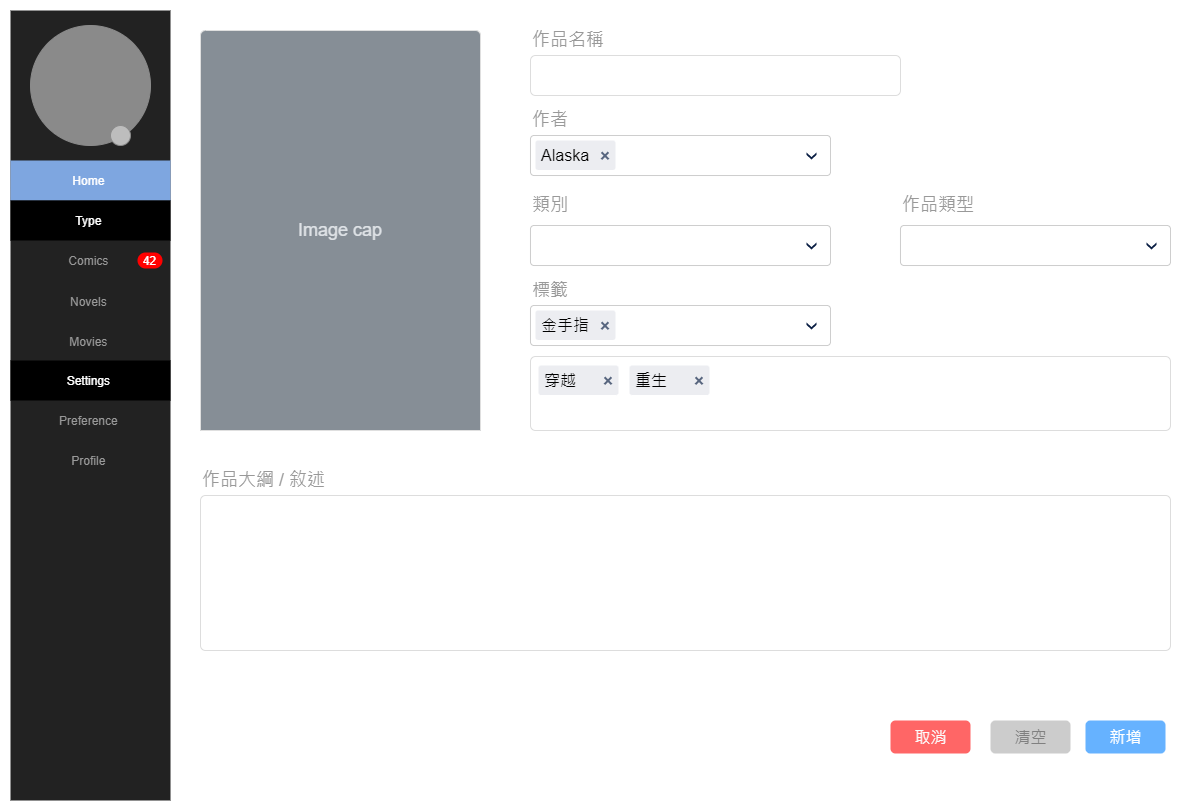 Home
Type
Comics 42
Novels
Movies
Settings
Preference
Profile
Image cap
作品名稱
作者
Alaska ×
類別
作品類型
標籤
金手指 ×
穿越 × 重生 ×
作品大綱 / 敘述
取消 清空 新增